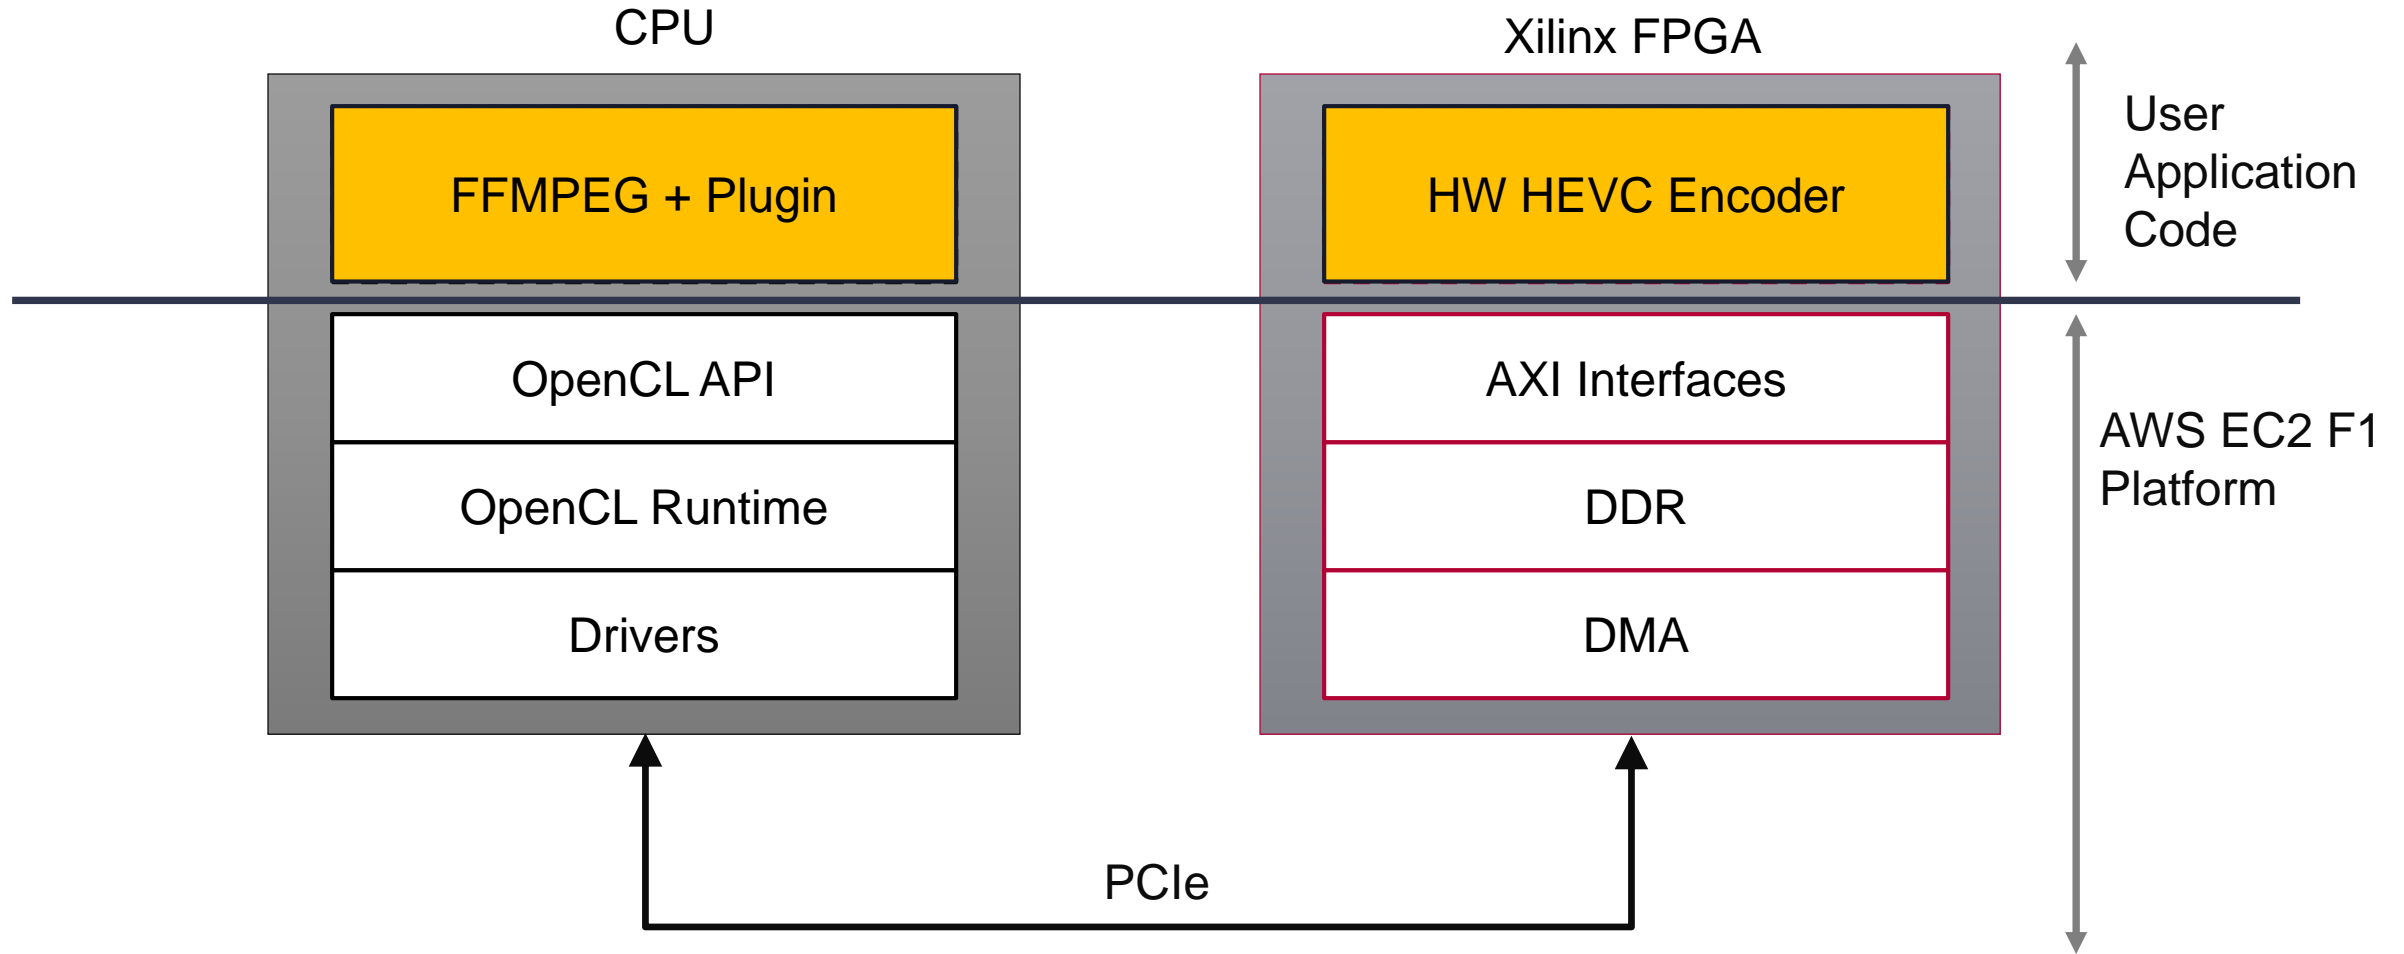 CPU
Xilinx FPGA
FFMPEG + Plugin
HW HEVC Encoder
User
Application
Code
OpenCL API
AXI Interfaces
OpenCL Runtime
DDR
AWS EC2 F1
Platform
Drivers
DMA
PCIe